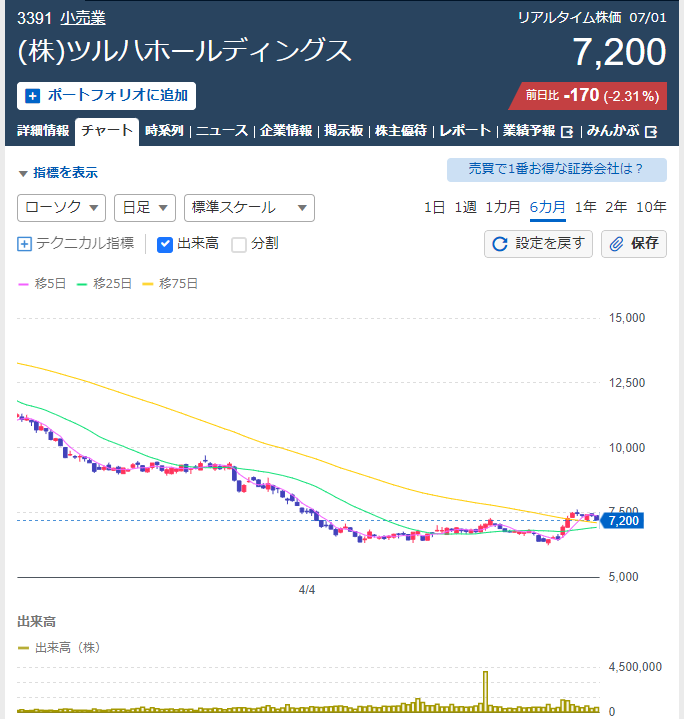 3391 小売業
リアルタイム株価 07/01
(株)ツルハホールディングス
7,200
ポートフォリオに追加
前日比 -170 (-2.31%)
詳細情報 チャート 時系列 ニュース 企業情報 掲示板 株主優待 レポート 業績予報 みんかぶ
指標を表示
売買で1番お得な証券会社は？
ローソク 日足 標準スケール
1日 1週 1カ月 6カ月 1年 2年 10年
テクニカル指標 出来高 分割
設定を戻す 保存
移5日 移25日 移75日
15,000
12,500
10,000
7,500
7,200
5,000
4/4
出来高
出来高（株）
4,500,000
0